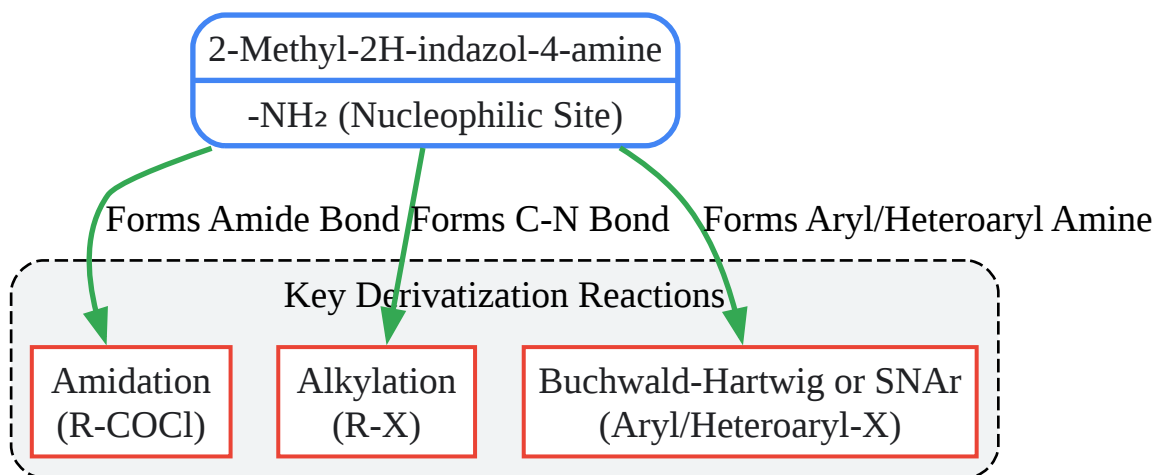 2-Methyl-2H-indazol-4-amine
-NH₂ (Nucleophilic Site)
Forms Amide Bond
Forms C-N Bond
Forms Aryl/Heteroaryl Amine
Key Derivatization Reactions
Amidation
(R-COCl)
Alkylation
(R-X)
Buchwald-Hartwig or SNAr
(Aryl/Heteroaryl-X)